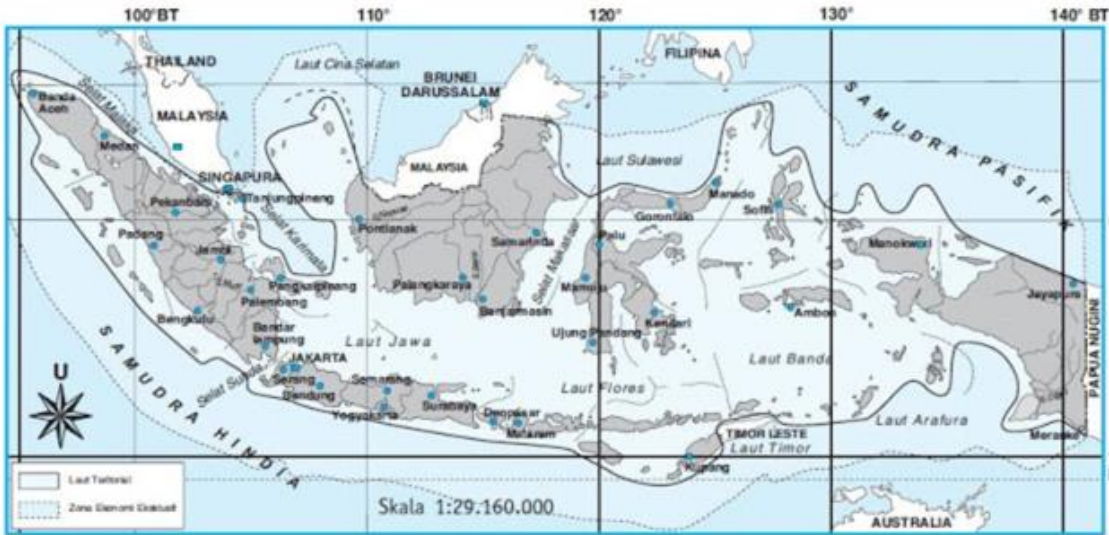 100°BT
110°
120°
130°
140° BT
THAILAND
Laut Cina Selatan
BRUNEI
DARUSSALAM
FILIPINA
Banda
Aceh
Selat Malaka
MALAYSIA
Medan
MALAYSIA
Laut Sulawesi
SAMUDRA PASIFIK
SINGAPURA
Tanjungpinang
Pekanbaru
Selat Karimata
Pontianak
Manado
Gorontalo
Sofifi
Padang
Jambi
Samarinda
Selat Makassar
Palu
Manokwari
Pangkalpinang
Palembang
Palangkaraya
Mamuju
Jayapura
Bengkulu
Banjarmasin
Kendari
Ambon
Bandar
lampung
Laut Jawa
Ujung Pandang
PAPUA NUGINI
JAKARTA
Selat Sunda
Serang
Bandung
Semarang
Laut Banda
U
SAMUDRA HINDIA
Yogyakarta
Surabaya
Laut Flores
Denpasar
Mataram
Laut Arafura
TIMOR LESTE
Laut Timor
Merauke
Kupang
Laut Teritorial
Zona Ekonomi Eksklusif
Skala 1:29.160.000
AUSTRALIA